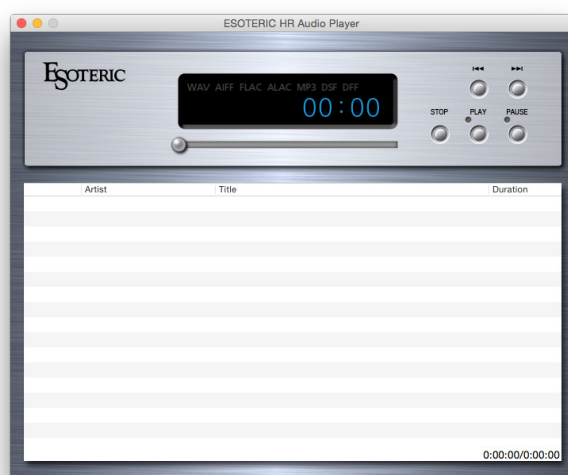 ESOTERIC HR Audio Player
ESOTERIC
WAV AIFF FLAC ALAC MP3 DSF DFF
00:00
STOP PLAY PAUSE
Artist Title Duration
0:00:00/0:00:00